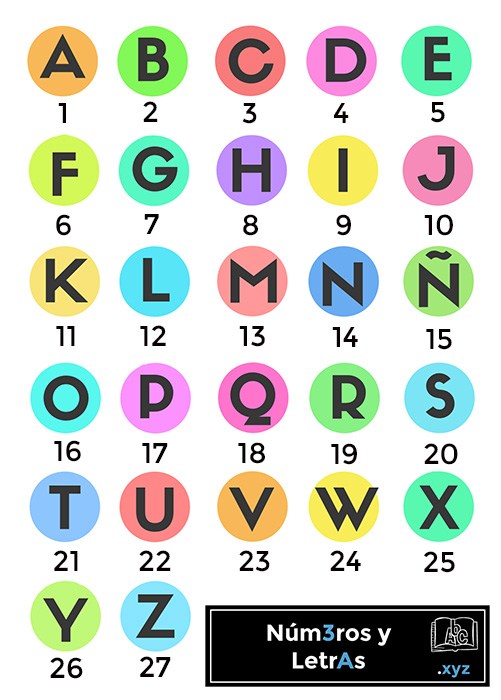 A B C D E
1 2 3 4 5
F G H I J
6 7 8 9 10
K L M N Ñ
11 12 13 14 15
O P Q R S
16 17 18 19 20
T U V W X
21 22 23 24 25
Y Z
26 27
Núm3ros y
LetrAs
ABC
.xyz